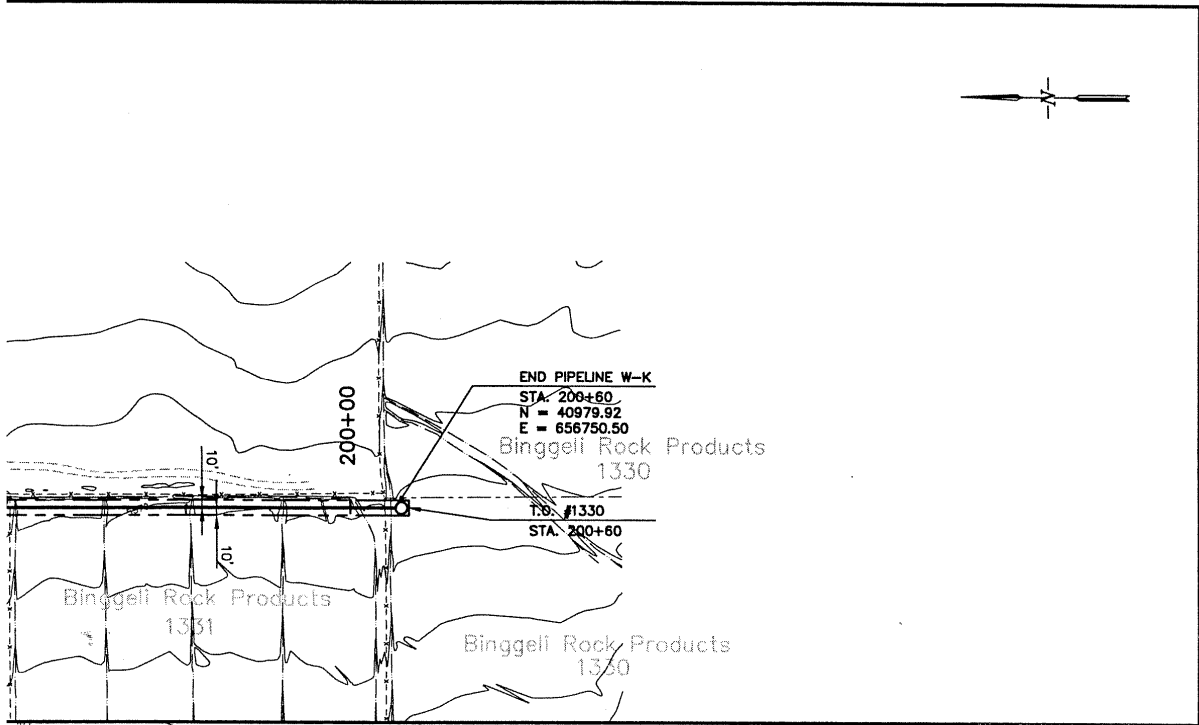 N
END PIPELINE W-K
STA. 200+60
N = 40979.92
E = 656750.50
200+00
Binggeli Rock Products
1330
10'
T.O. #1330
STA. 200+60
10'
Binggeli Rock Products
1331
Binggeli Rock Products
1330